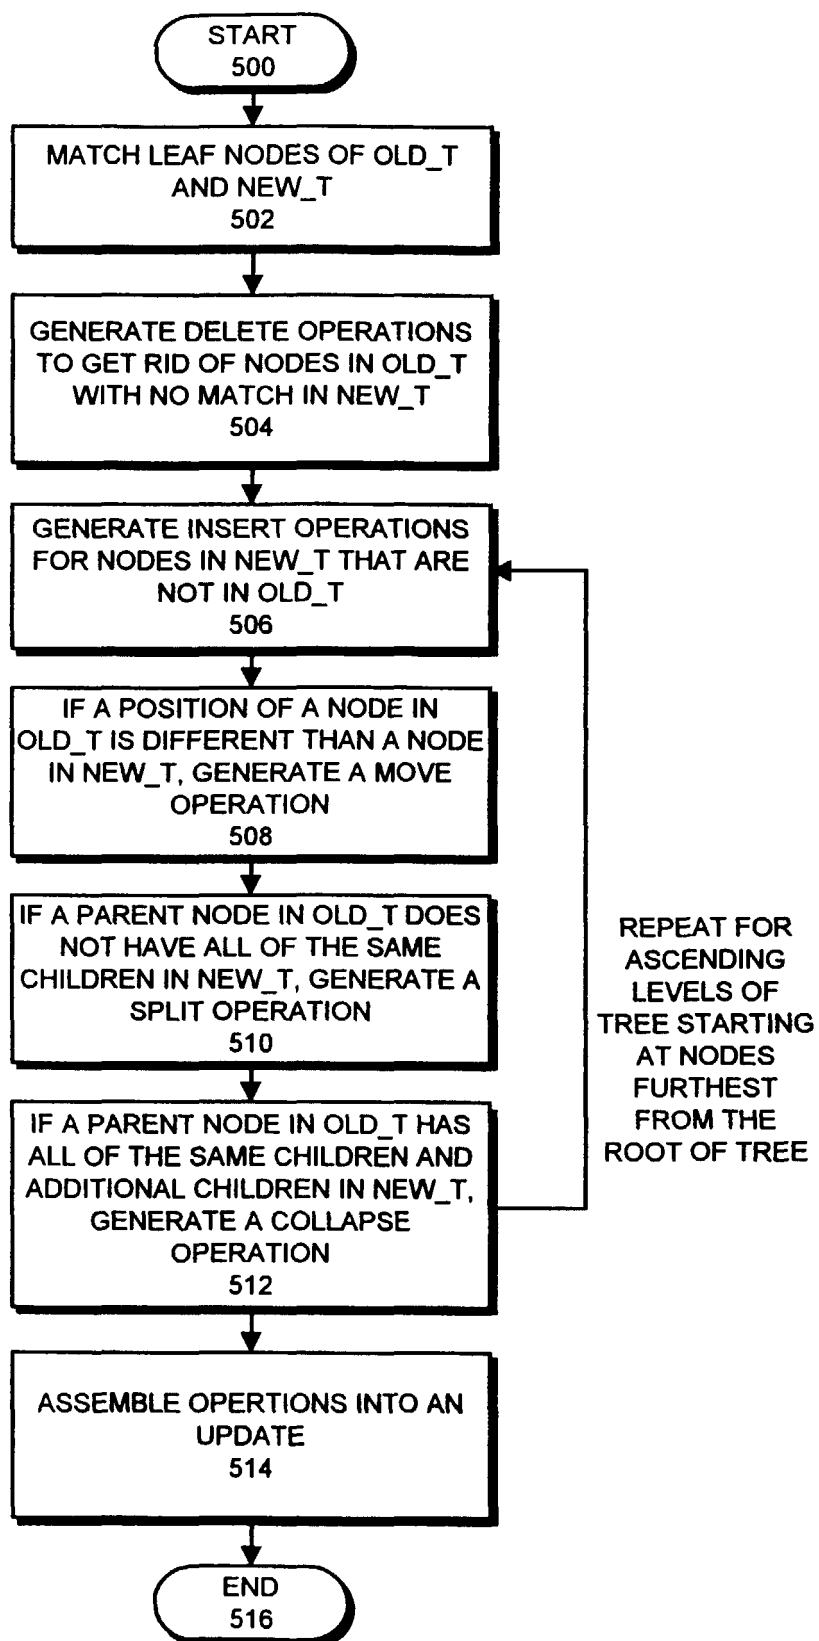 START
500
MATCH LEAF NODES OF OLD_T
AND NEW_T
502
GENERATE DELETE OPERATIONS
TO GET RID OF NODES IN OLD_T
WITH NO MATCH IN NEW_T
504
GENERATE INSERT OPERATIONS
FOR NODES IN NEW_T THAT ARE
NOT IN OLD_T
506
IF A POSITION OF A NODE IN
OLD_T IS DIFFERENT THAN A NODE
IN NEW_T, GENERATE A MOVE
OPERATION
508
IF A PARENT NODE IN OLD_T DOES
NOT HAVE ALL OF THE SAME
CHILDREN IN NEW_T, GENERATE A
SPLIT OPERATION
510
IF A PARENT NODE IN OLD_T HAS
ALL OF THE SAME CHILDREN AND
ADDITIONAL CHILDREN IN NEW_T,
GENERATE A COLLAPSE
OPERATION
512
REPEAT FOR
ASCENDING
LEVELS OF
TREE STARTING
AT NODES
FURTHEST
FROM THE
ROOT OF TREE
ASSEMBLE OPERTIONS INTO AN
UPDATE
514
END
516